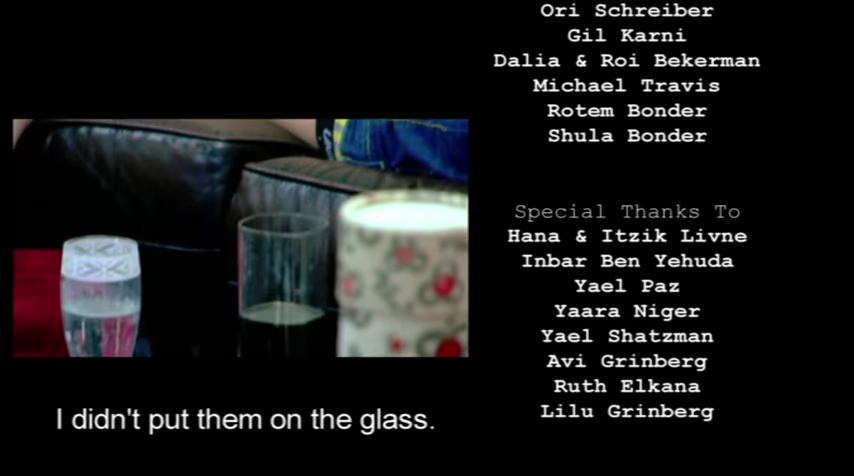 Ori Schreiber
Gil Karni
Dalia & Roi Bekerman
Michael Travis
Rotem Bonder
Shula Bonder
Special Thanks To
Hana & Itzik Livne
Inbar Ben Yehuda
Yael Paz
Yaara Niger
Yael Shatzman
Avi Grinberg
Ruth Elkana
Lilu Grinberg
I didn't put them on the glass.